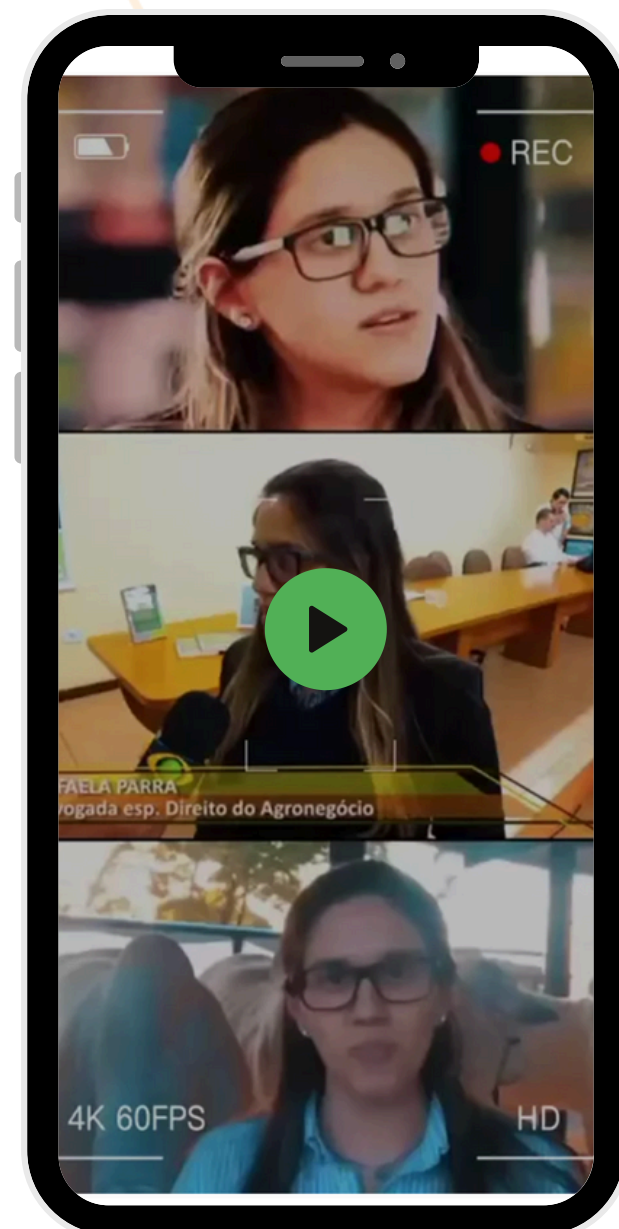 REC
FAELA PARRA
vogada esp. Direito do Agronegócio
4K 60FPS
HD